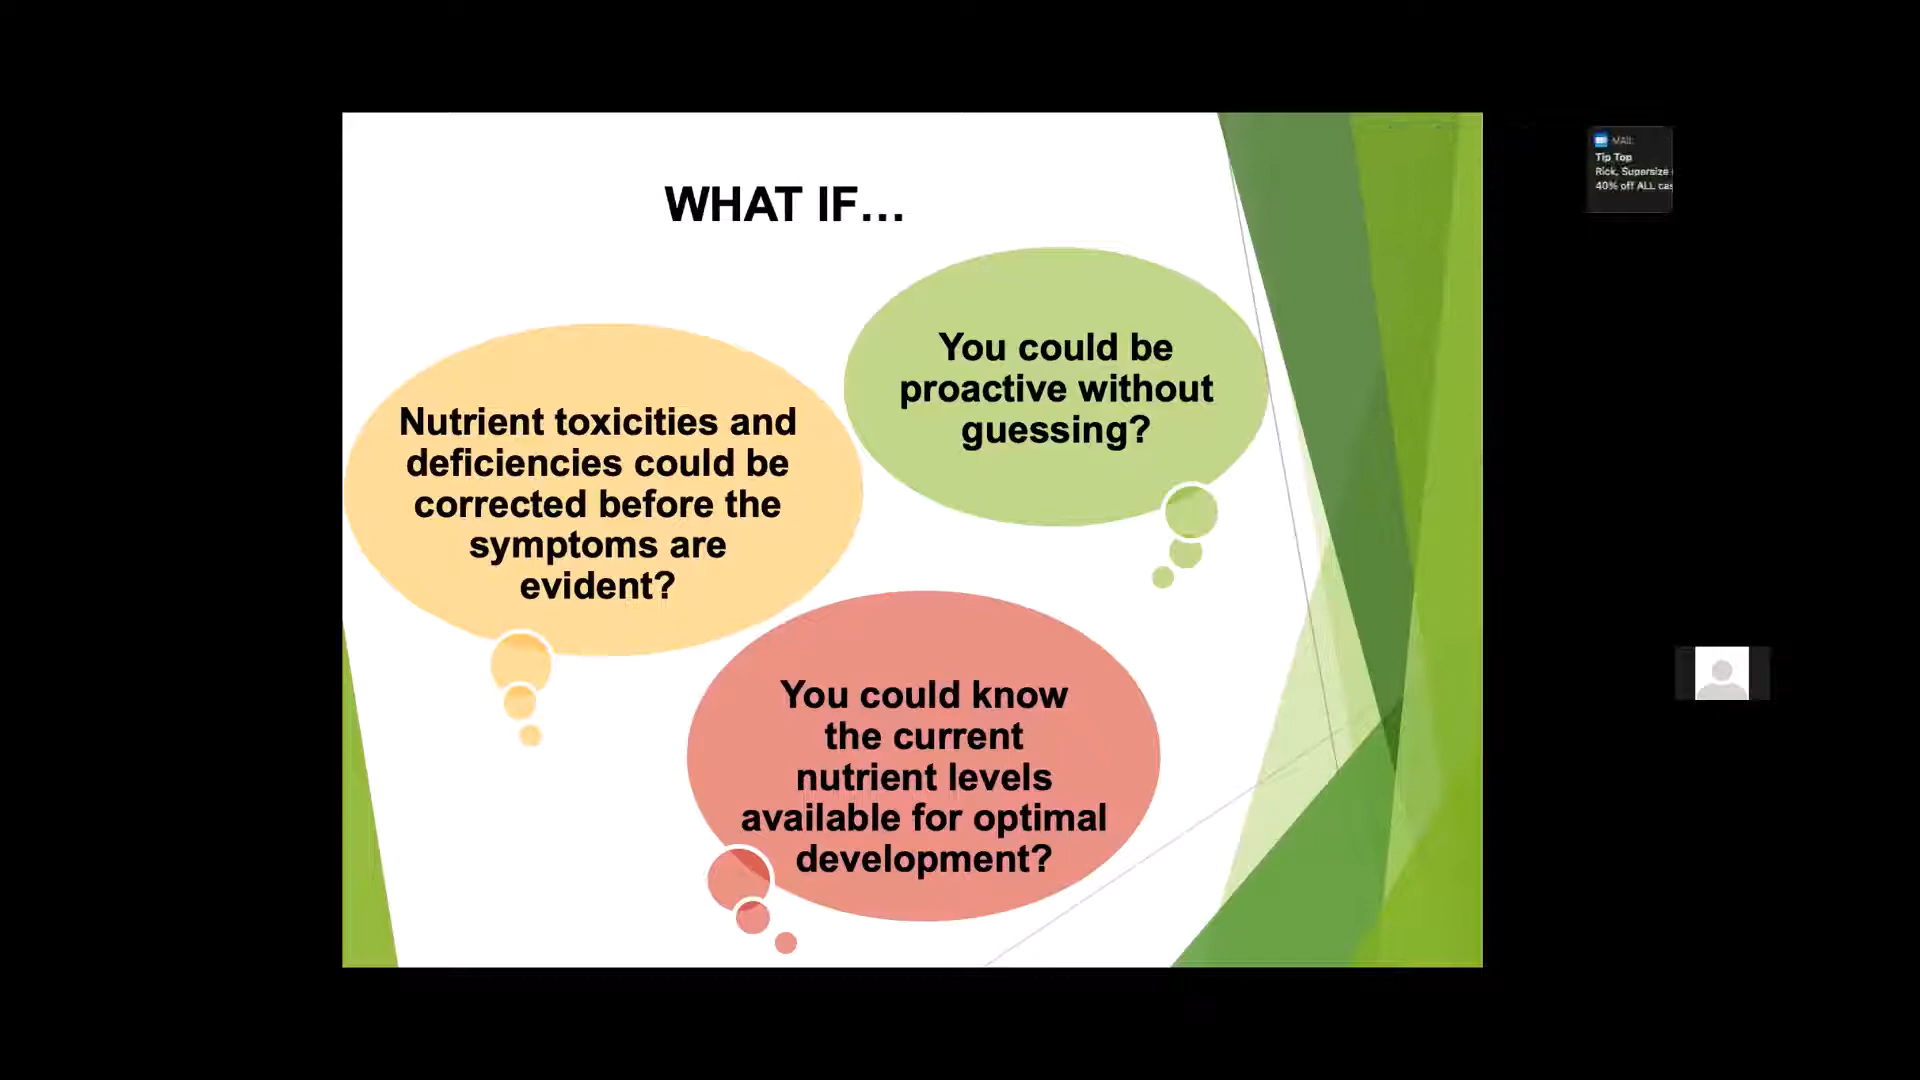 WHAT IF...
Nutrient toxicities and
deficiencies could be
corrected before the
symptoms are
evident?
You could be
proactive without
guessing?
You could know
the current
nutrient levels
available for optimal
development?
MAIL
Tip Top
Rick, Supersize
40% off ALL cas